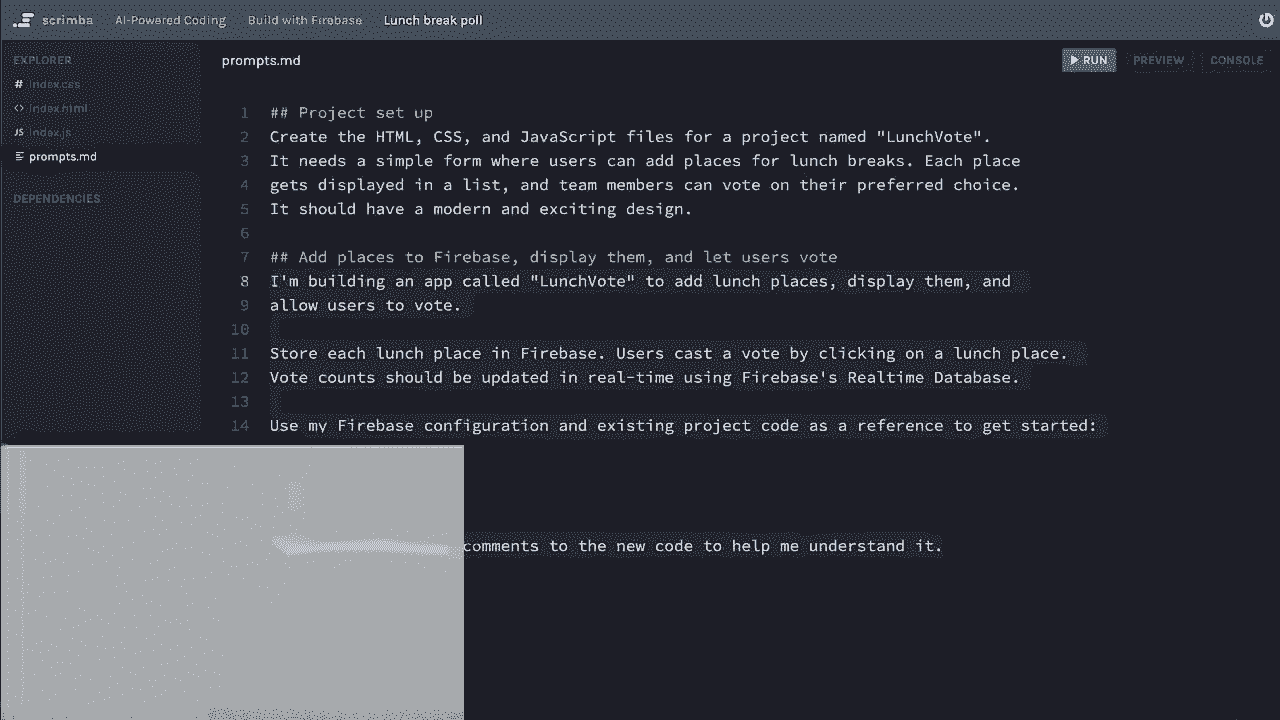 scrimba AI-Powered Coding Build with Firebase Lunch break poll
EXPLORER
# index.css
<> index.html
JS index.js
prompts.md
DEPENDENCIES
prompts.md
RUN PREVIEW CONSOLE
1 ## Project set up
2 Create the HTML, CSS, and JavaScript files for a project named "LunchVote".
3 It needs a simple form where users can add places for lunch breaks. Each place
4 gets displayed in a list, and team members can vote on their preferred choice.
5 It should have a modern and exciting design.
6
7 ## Add places to Firebase, display them, and let users vote
8 I'm building an app called "LunchVote" to add lunch places, display them, and
9 allow users to vote.
10
11 Store each lunch place in Firebase. Users cast a vote by clicking on a lunch place.
12 Vote counts should be updated in real-time using Firebase's Realtime Database.
13
14 Use my Firebase configuration and existing project code as a reference to get started:
comments to the new code to help me understand it.